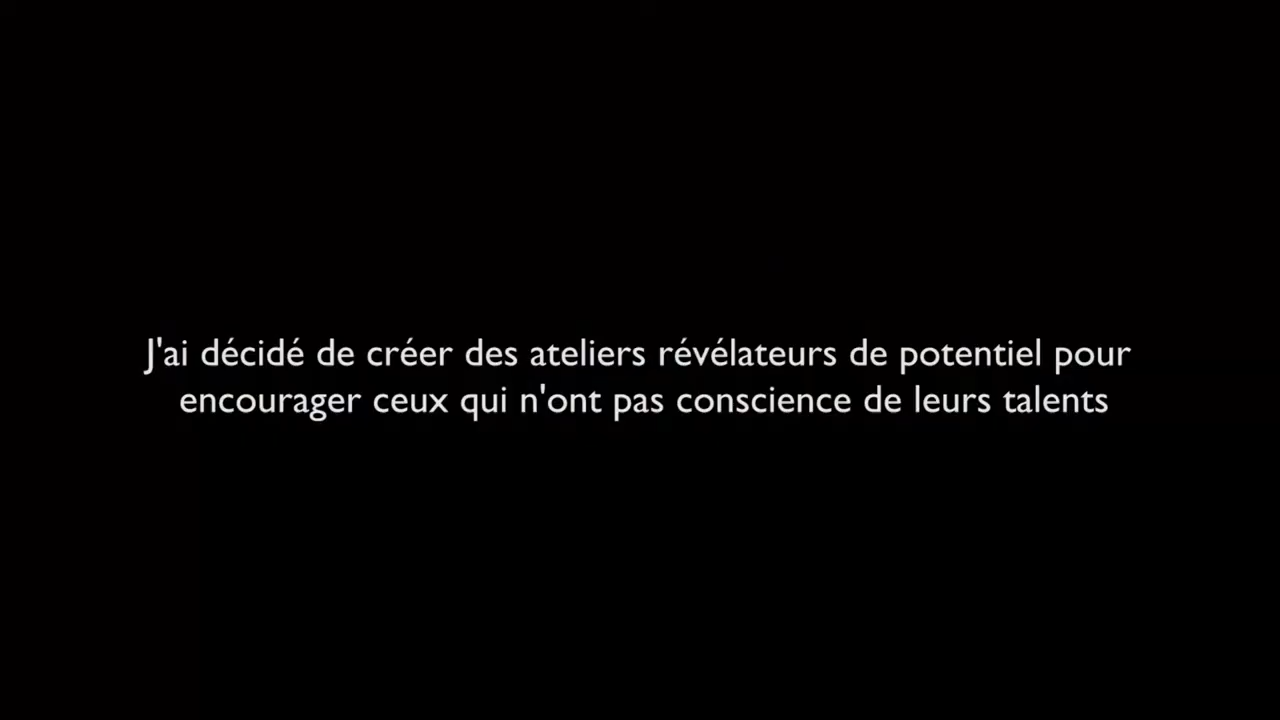 J'ai décidé de créer des ateliers révélateurs de potentiel pour
encourager ceux qui n'ont pas conscience de leurs talents